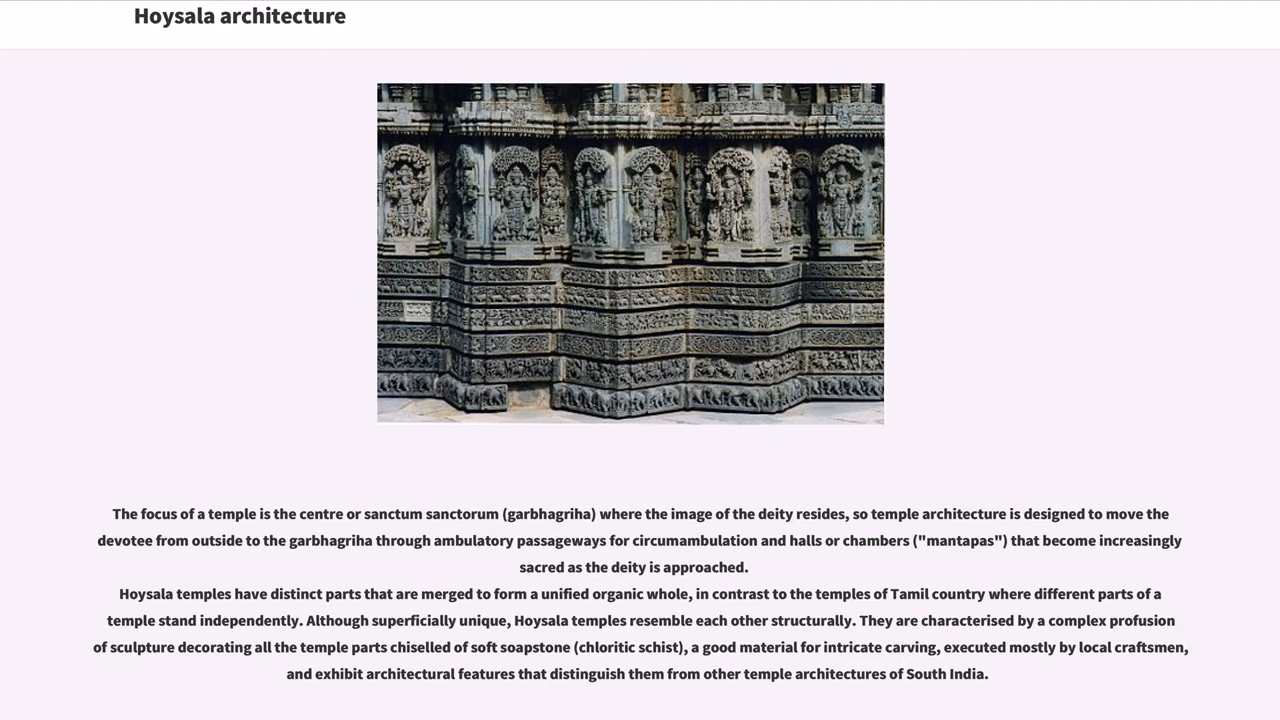 Hoysala architecture
The focus of a temple is the centre or sanctum sanctorum (garbhagriha) where the image of the deity resides, so temple architecture is designed to move the
devotee from outside to the garbhagriha through ambulatory passageways for circumambulation and halls or chambers ("mantapas") that become increasingly
sacred as the deity is approached.
Hoysala temples have distinct parts that are merged to form a unified organic whole, in contrast to the temples of Tamil country where different parts of a
temple stand independently. Although superficially unique, Hoysala temples resemble each other structurally. They are characterised by a complex profusion
of sculpture decorating all the temple parts chiselled of soft soapstone (chloritic schist), a good material for intricate carving, executed mostly by local craftsmen,
and exhibit architectural features that distinguish them from other temple architectures of South India.